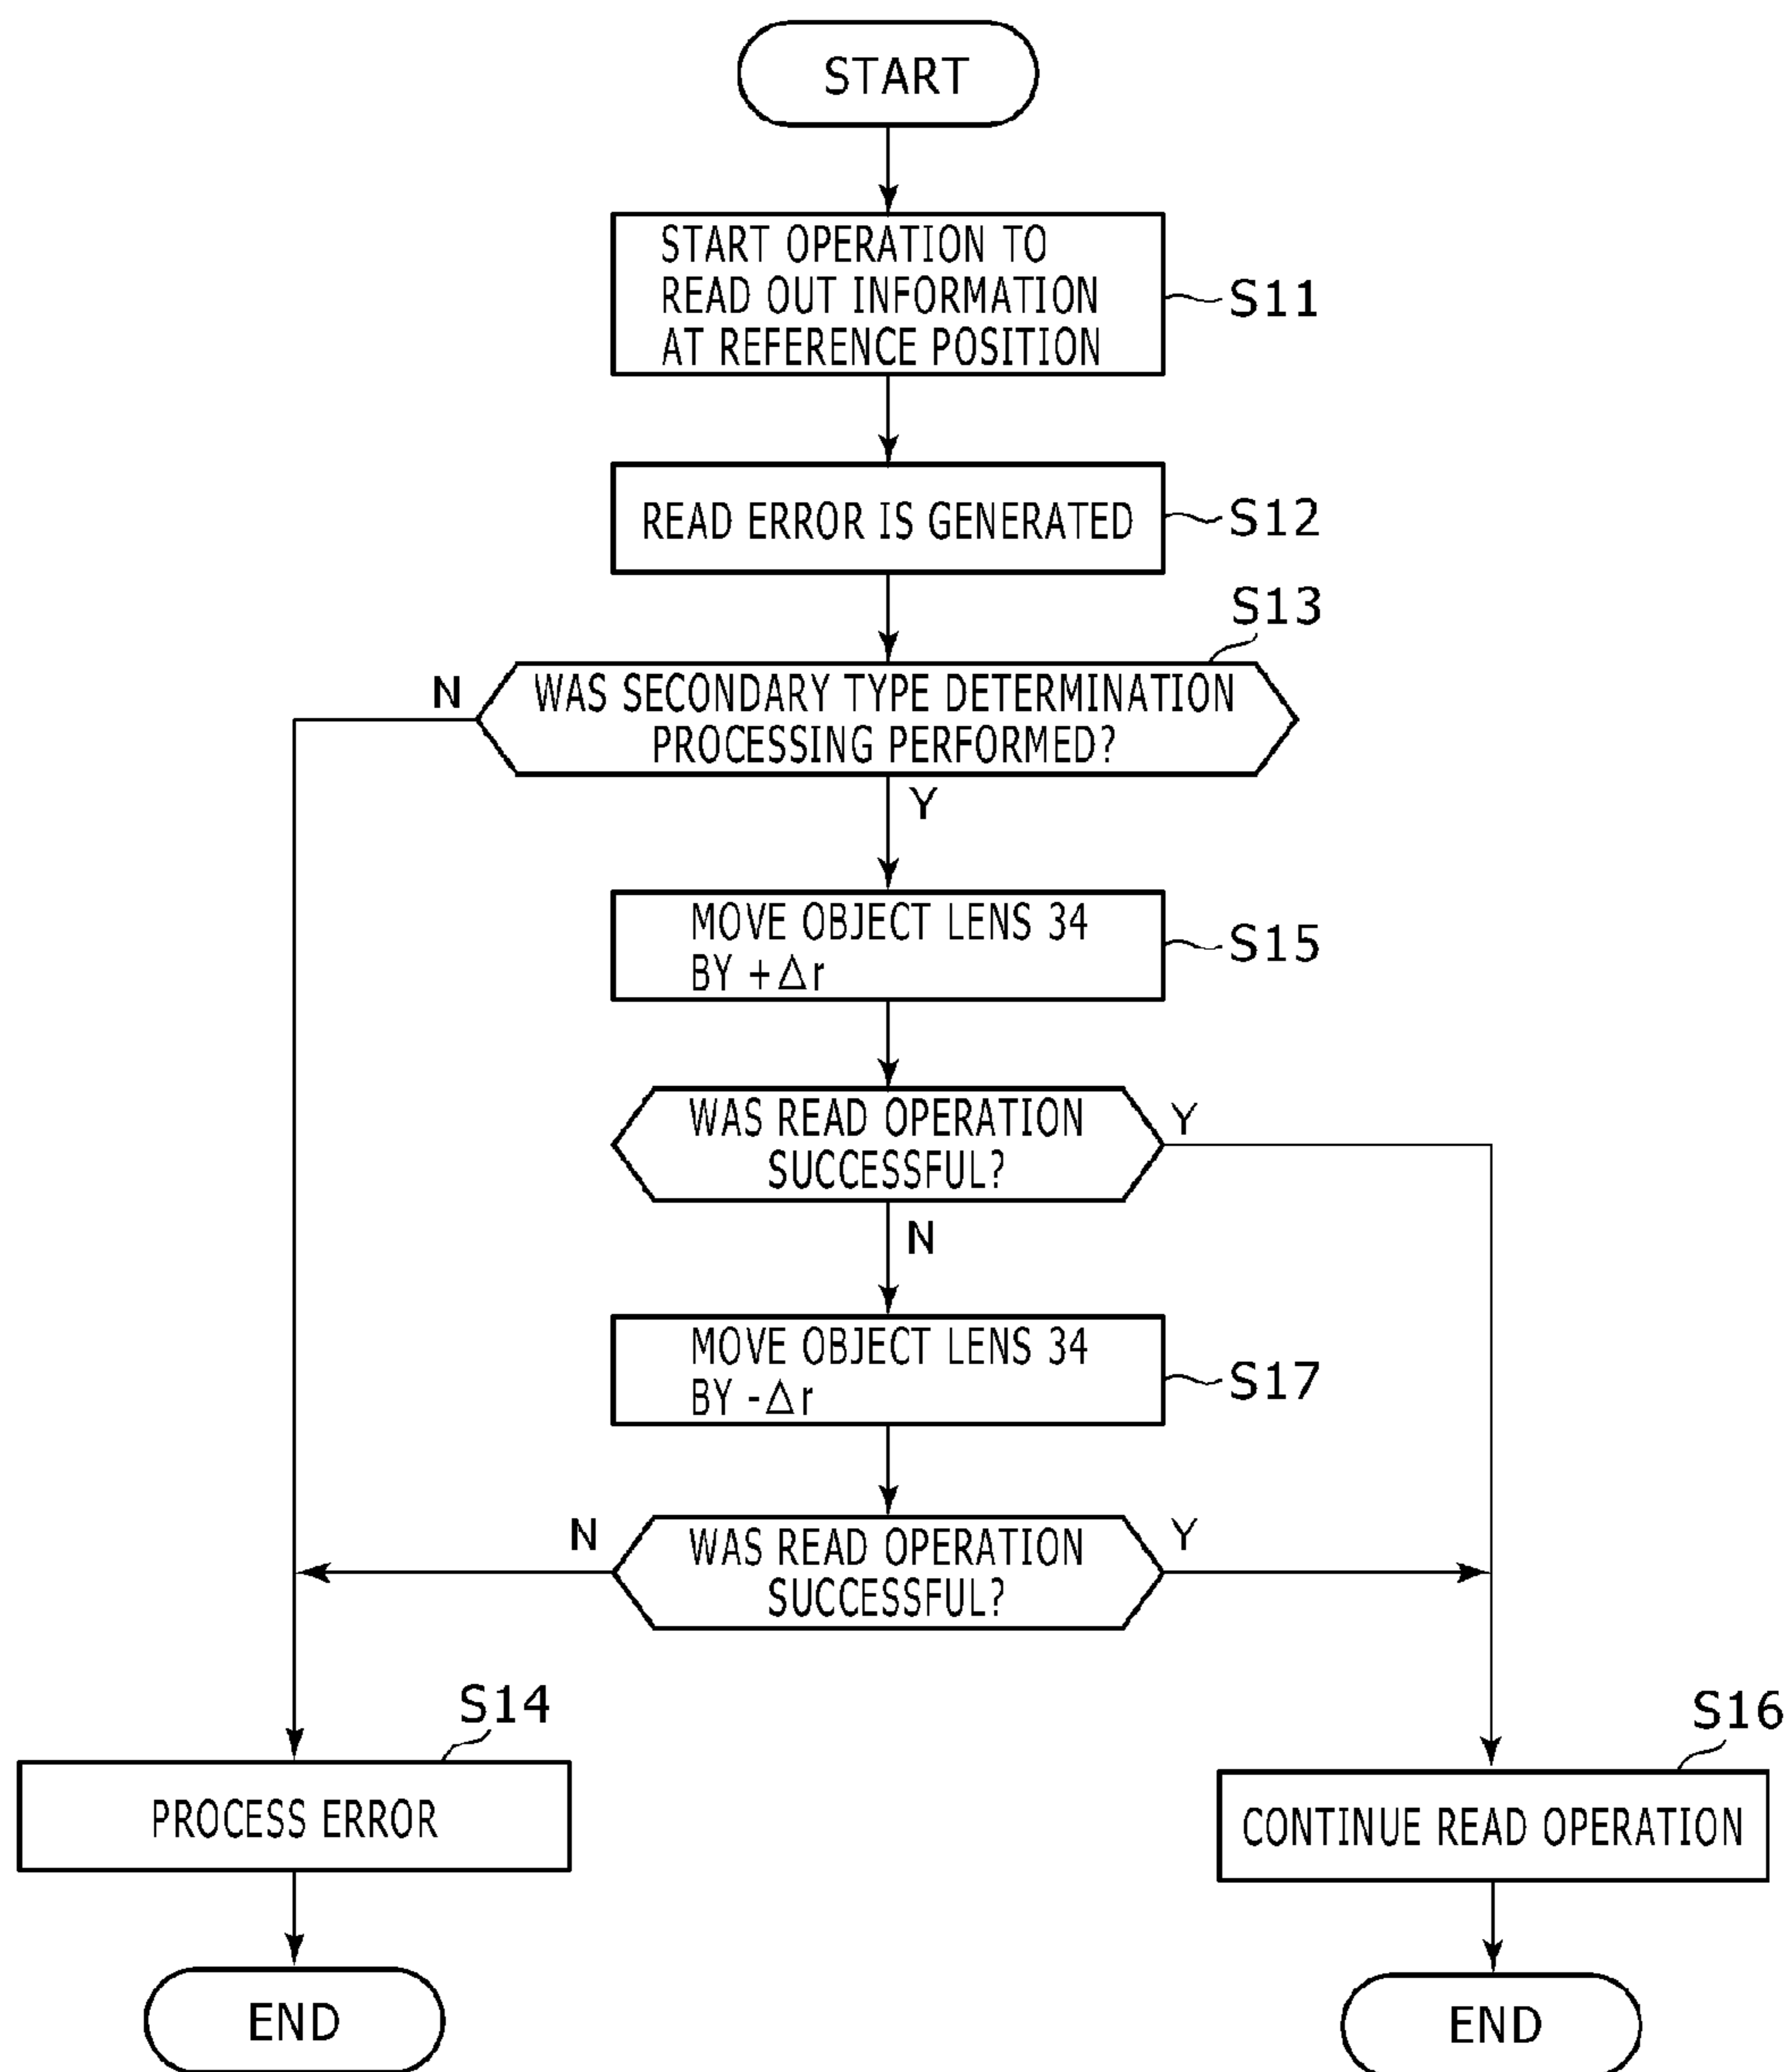 START
START OPERATION TO
READ OUT INFORMATION
AT REFERENCE POSITION
S11
READ ERROR IS GENERATED
S12
S13
N
WAS SECONDARY TYPE DETERMINATION
PROCESSING PERFORMED?
Y
MOVE OBJECT LENS 34
BY +△r
S15
WAS READ OPERATION
SUCCESSFUL?
Y
N
MOVE OBJECT LENS 34
BY -△r
S17
N
WAS READ OPERATION
SUCCESSFUL?
Y
S14
PROCESS ERROR
S16
CONTINUE READ OPERATION
END
END